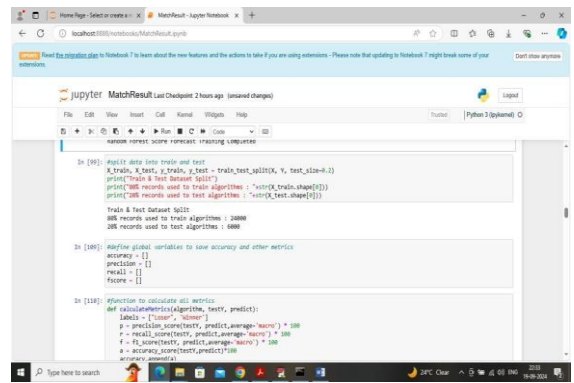 Home Page - Select or create a n
MatchResult - Jupyter Notebook
localhost:8888/notebooks/MatchResult.ipynb
UPDATE Read the migration plan to Notebook 7 to learn about the new features and the actions to take if you are using extensions - Please note that updating to Notebook 7 might break some of your extensions.
Don't show anymore
jupyter MatchResult Last Checkpoint: 2 hours ago (unsaved changes)
Logout
File Edit View Insert Cell Kernel Widgets Help
Trusted
Python 3 (ipykernel)
Run
Code
Random Forest Score Forecast Training Completed
In [99]: #split data into train and test
X_train, X_test, y_train, y_test = train_test_split(X, Y, test_size=0.2)
print("Train & Test Dataset Split")
print("80% records used to train algorithms : "+str(X_train.shape[0]))
print("20% records used to test algorithms : "+str(X_test.shape[0]))
Train & Test Dataset Split
80% records used to train algorithms : 24000
20% records used to test algorithms : 6000
In [109]: #define global variables to save accuracy and other metrics
accuracy = []
precision = []
recall = []
fscore = []
In [110]: #function to calculate all metrics
def calculateMetrics(algorithm, testY, predict):
labels = ["Loser", "Winner"]
p = precision_score(testY, predict,average='macro') * 100
r = recall_score(testY, predict,average='macro') * 100
f = f1_score(testY, predict,average='macro') * 100
a = accuracy_score(testY,predict)*100
accuracy.append(a)
Type here to search
24°C Clear
ENG
22:53
16-09-2024